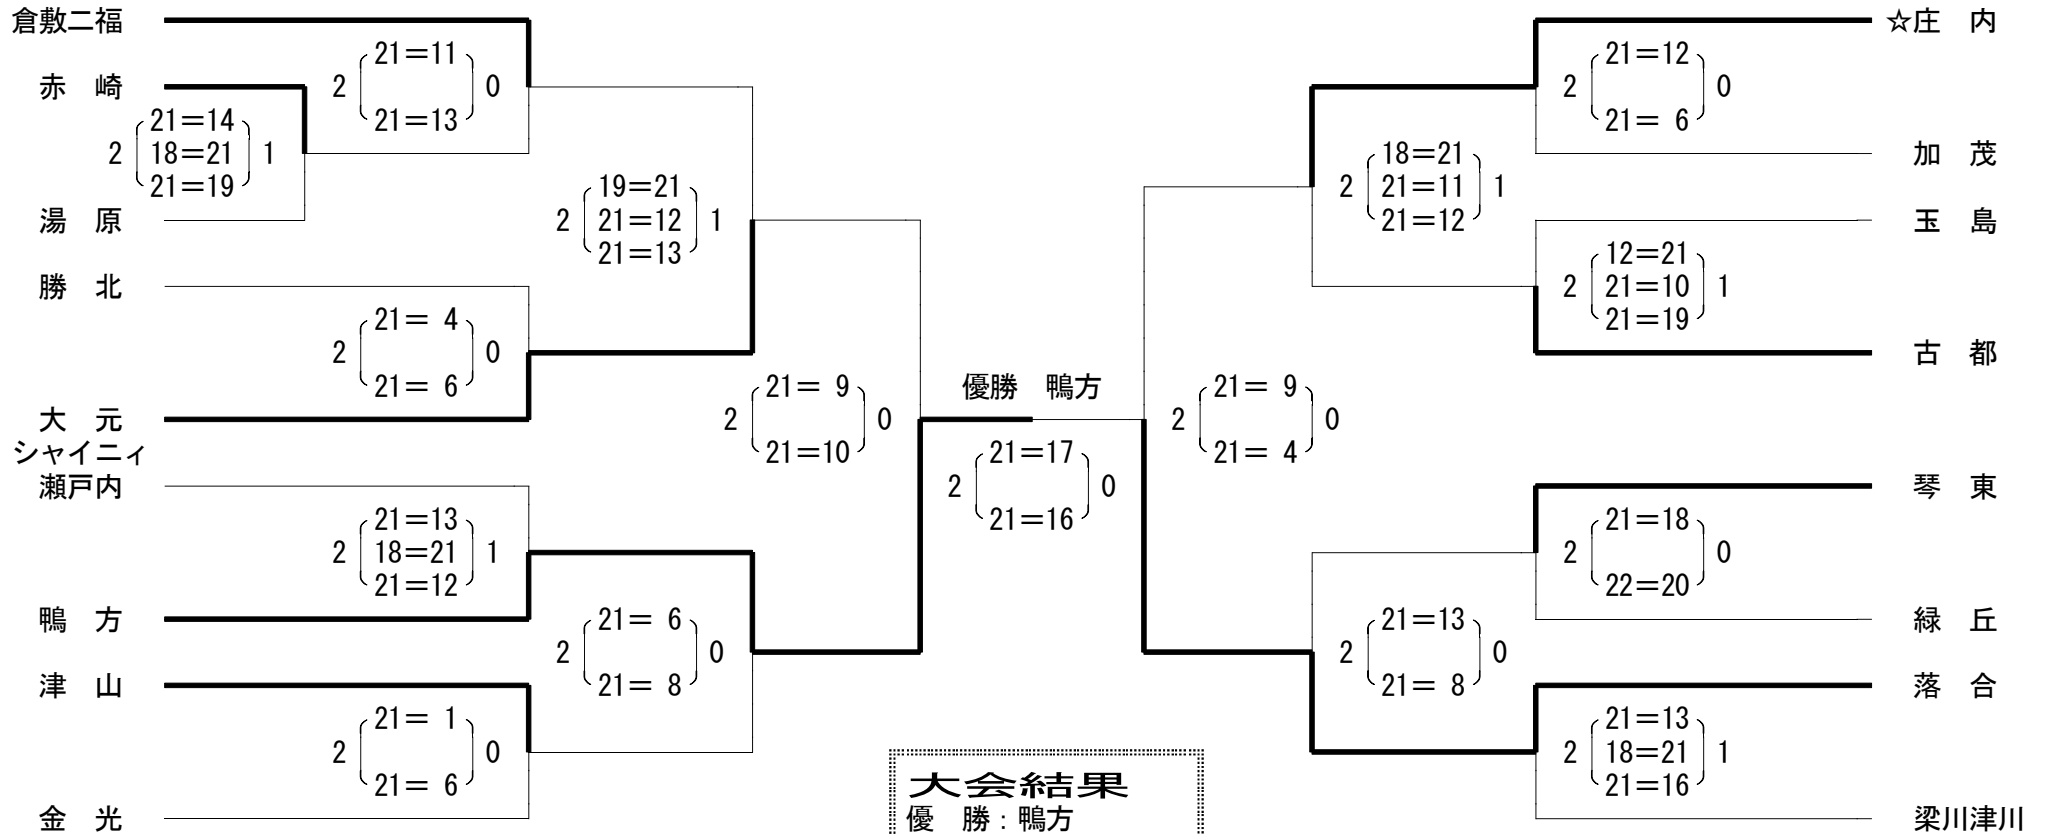 倉敷二福
21=11
2 0
21=13
赤　崎
21=14
2 18=21 1
21=19
湯　原
19=21
2 21=12 1
21=13
勝　北
21= 4
2 0
21= 6
大　元
シャイニィ
瀬戸内
21= 9
2 0
21=10
21=13
2 18=21 1
21=12
鴨　方
21= 6
2 0
21= 8
津　山
21= 1
2 0
21= 6
金　光
優勝　鴨方
21=17
2 0
21=16
☆庄　内
21=12
2 0
21= 6
加　茂
18=21
2 21=11 1
21=12
玉　島
12=21
2 21=10 1
21=19
古　都
21= 9
2 0
21= 4
琴　東
21=18
2 0
22=20
緑　丘
21=13
2 0
21= 8
落　合
21=13
2 18=21 1
21=16
梁川津川
大会結果
優　勝：鴨方